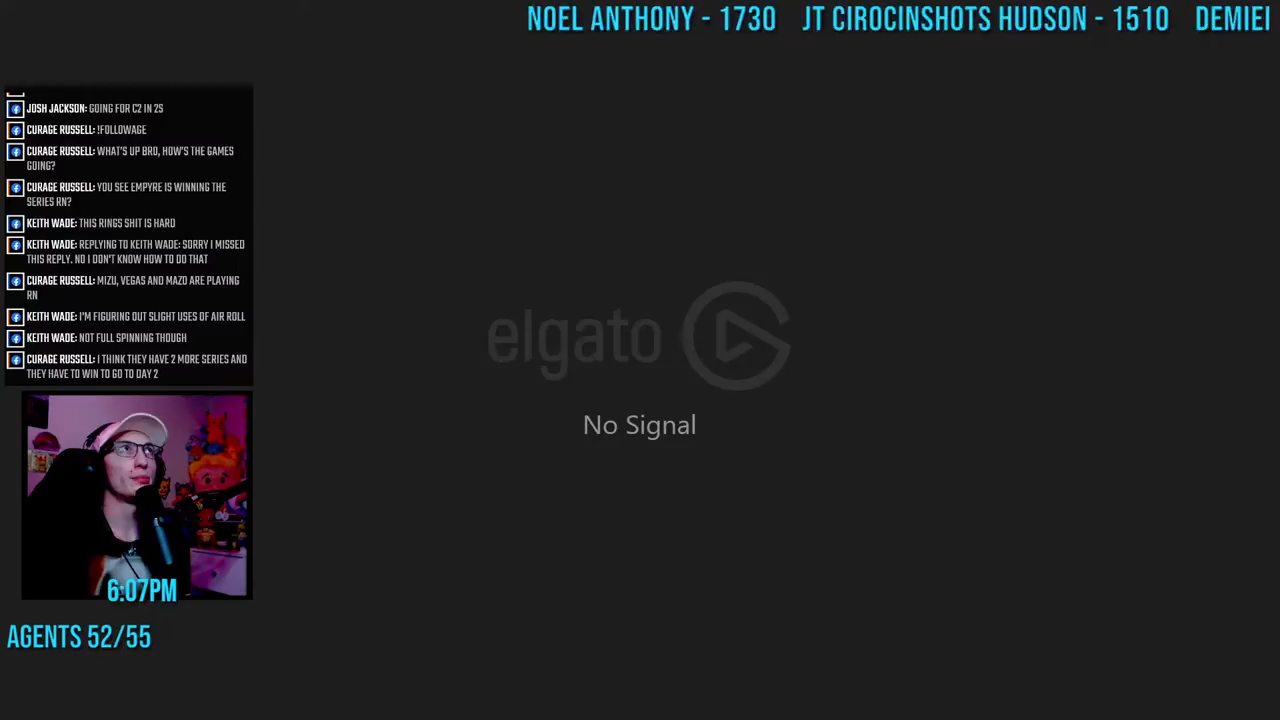 NOEL ANTHONY - 1730 JT CIROCINSHOTS HUDSON - 1510 DEMIEI
JOSH JACKSON: GOING FOR C2 IN 2S
CURAGE RUSSELL: !FOLLOWAGE
CURAGE RUSSELL: WHAT'S UP BRO, HOW'S THE GAMES
GOING?
CURAGE RUSSELL: YOU SEE EMPYRE IS WINNING THE
SERIES RN?
KEITH WADE: THIS RINGS SHIT IS HARD
KEITH WADE: REPLYING TO KEITH WADE: SORRY I MISSED
THIS REPLY. NO I DON'T KNOW HOW TO DO THAT
CURAGE RUSSELL: MIZU, VEGAS AND MAZD ARE PLAYING
RN
KEITH WADE: I'M FIGURING OUT SLIGHT USES OF AIR ROLL
KEITH WADE: NOT FULL SPINNING THOUGH
CURAGE RUSSELL: I THINK THEY HAVE 2 MORE SERIES AND
THEY HAVE TO WIN TO GO TO DAY 2
elgato
No Signal
6:07PM
AGENTS 52/55